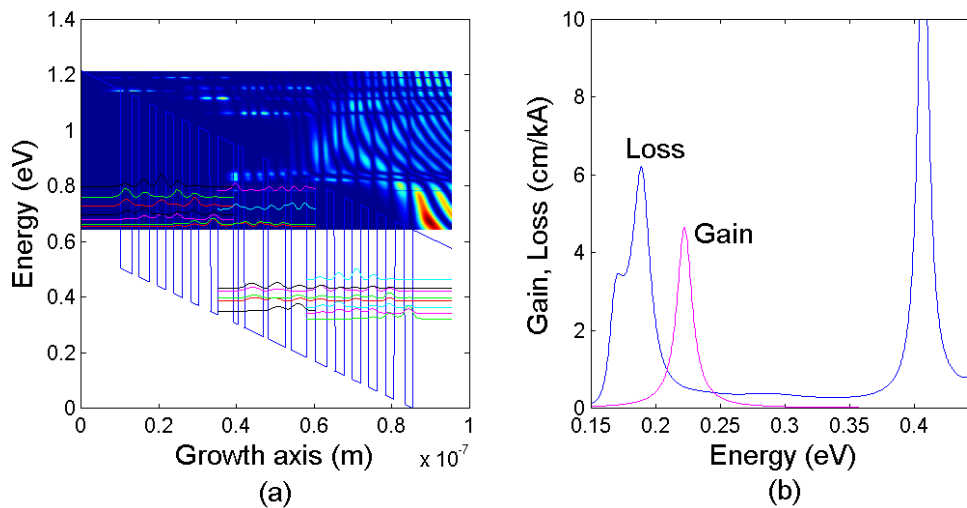 1.4
1.2
1
0.8
0.6
0.4
0.2
0
Energy (eV)
0 0.2 0.4 0.6 0.8 1
x 10⁻⁷
Growth axis (m)
(a)
10
8
6
4
2
0
Gain, Loss (cm/kA)
Loss
Gain
0.15 0.2 0.25 0.3 0.35 0.4
Energy (eV)
(b)